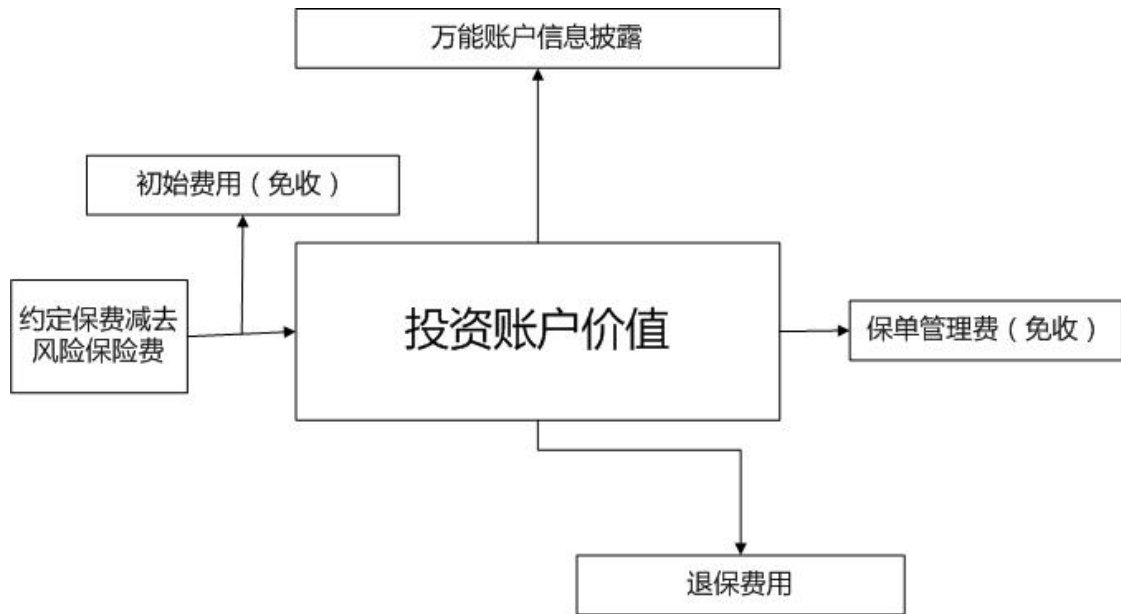 万能账户信息披露
初始费用（免收）
约定保费减去
风险保险费
投资账户价值
保单管理费（免收）
退保费用